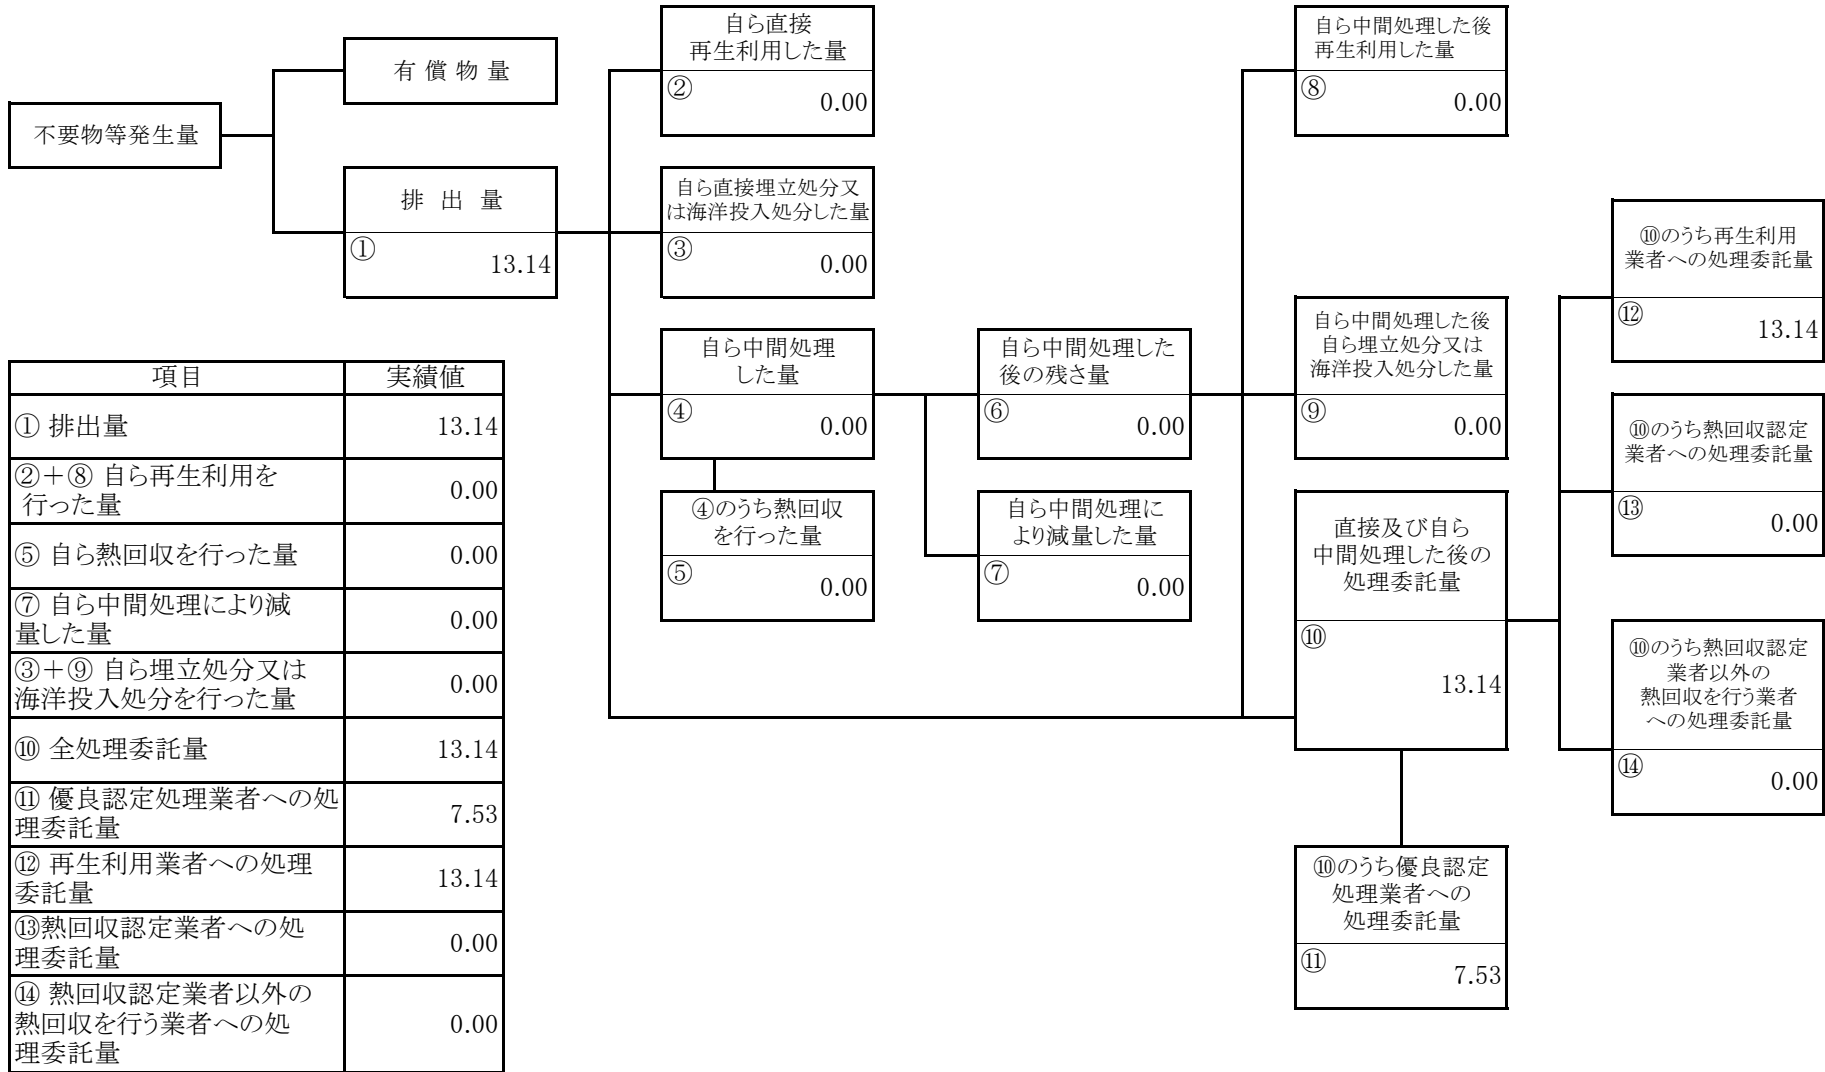 不要物等発生量
有 償 物 量
排 出 量
① 13.14
自ら直接
再生利用した量
② 0.00
自ら直接埋立処分又
は海洋投入処分した量
③ 0.00
自ら中間処理
した量
④ 0.00
④のうち熱回収
を行った量
⑤ 0.00
自ら中間処理した
後の残さ量
⑥ 0.00
自ら中間処理に
より減量した量
⑦ 0.00
自ら中間処理した後
再生利用した量
⑧ 0.00
自ら中間処理した後
自ら埋立処分又は
海洋投入処分した量
⑨ 0.00
直接及び自ら
中間処理した後の
処理委託量
⑩
13.14
⑩のうち優良認定
処理業者への
処理委託量
⑪ 7.53
⑩のうち再生利用
業者への処理委託量
⑫ 13.14
⑩のうち熱回収認定
業者への処理委託量
⑬ 0.00
⑩のうち熱回収認定
業者以外の
熱回収を行う業者
への処理委託量
⑭ 0.00
項目 実績値
① 排出量 13.14
②+⑧ 自ら再生利用を
行った量 0.00
⑤ 自ら熱回収を行った量 0.00
⑦ 自ら中間処理により減
量した量 0.00
③+⑨ 自ら埋立処分又は
海洋投入処分を行った量 0.00
⑩ 全処理委託量 13.14
⑪ 優良認定処理業者への処
理委託量 7.53
⑫ 再生利用業者への処理
委託量 13.14
⑬熱回収認定業者への処
理委託量 0.00
⑭ 熱回収認定業者以外の
熱回収を行う業者への処
理委託量 0.00